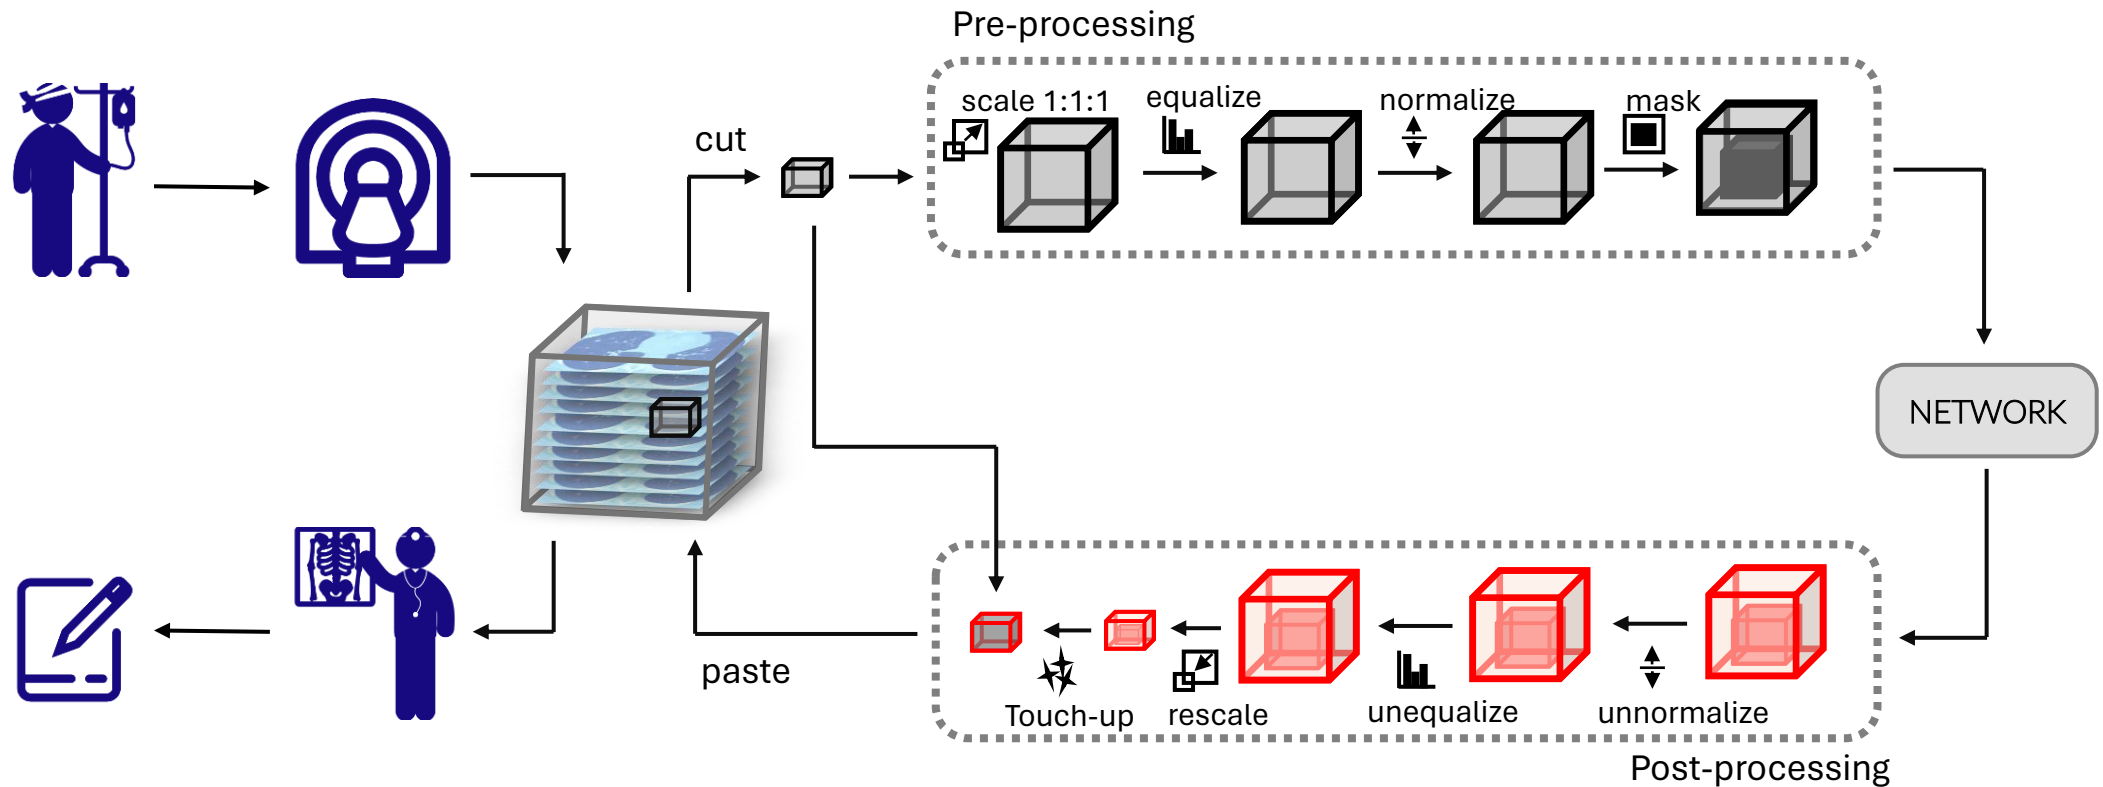 Pre-processing
scale 1:1:1
equalize
normalize
mask
cut
NETWORK
paste
Touch-up
rescale
unequalize
unnormalize
Post-processing